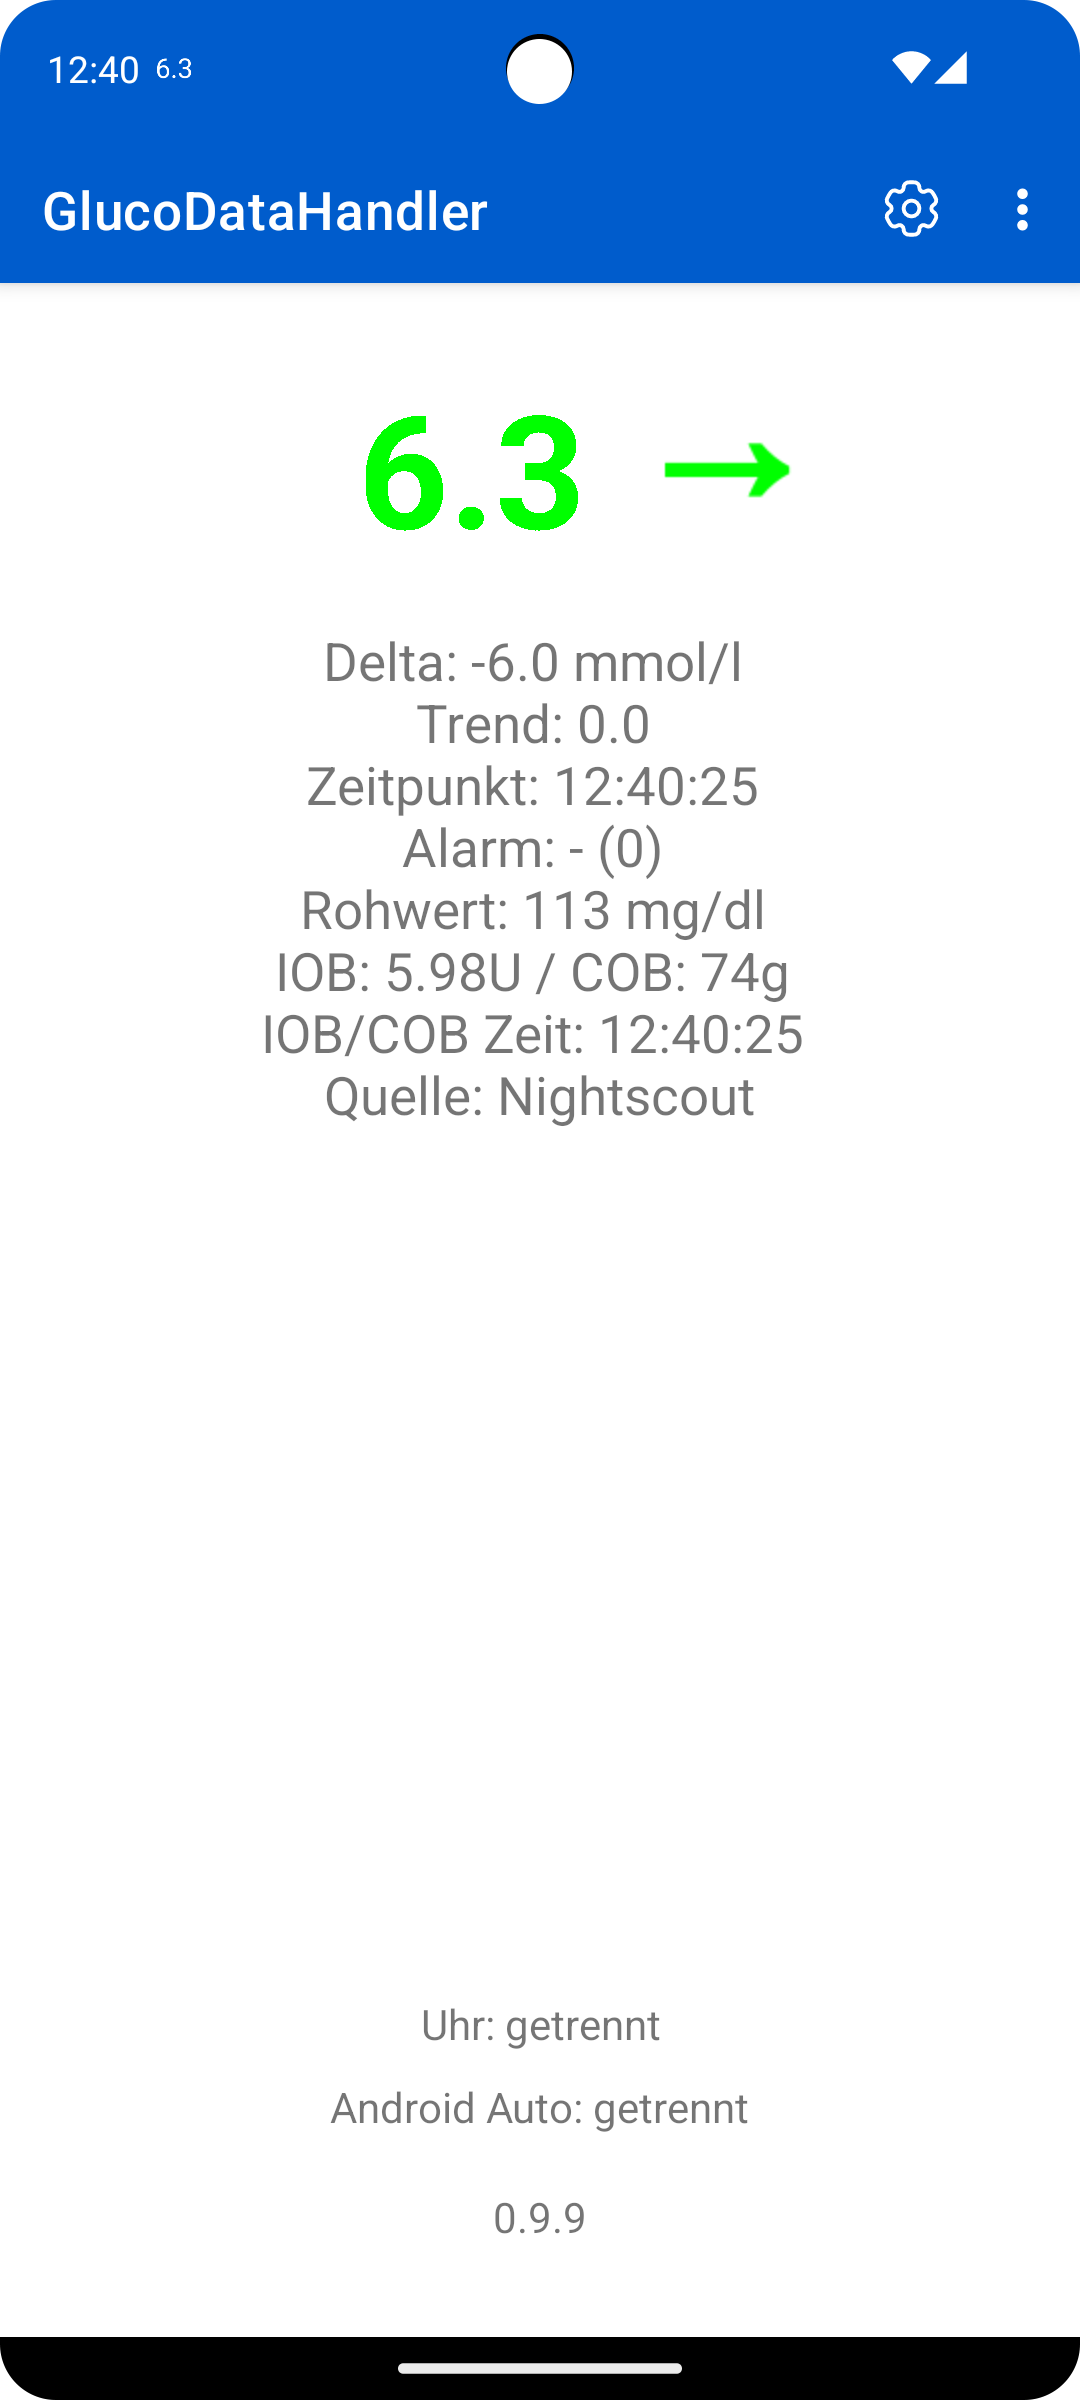 12:40 6.3
GlucoDataHandler
6.3 →
Delta: -6.0 mmol/l
Trend: 0.0
Zeitpunkt: 12:40:25
Alarm: - (0)
Rohwert: 113 mg/dl
IOB: 5.98U / COB: 74g
IOB/COB Zeit: 12:40:25
Quelle: Nightscout
Uhr: getrennt
Android Auto: getrennt
0.9.9